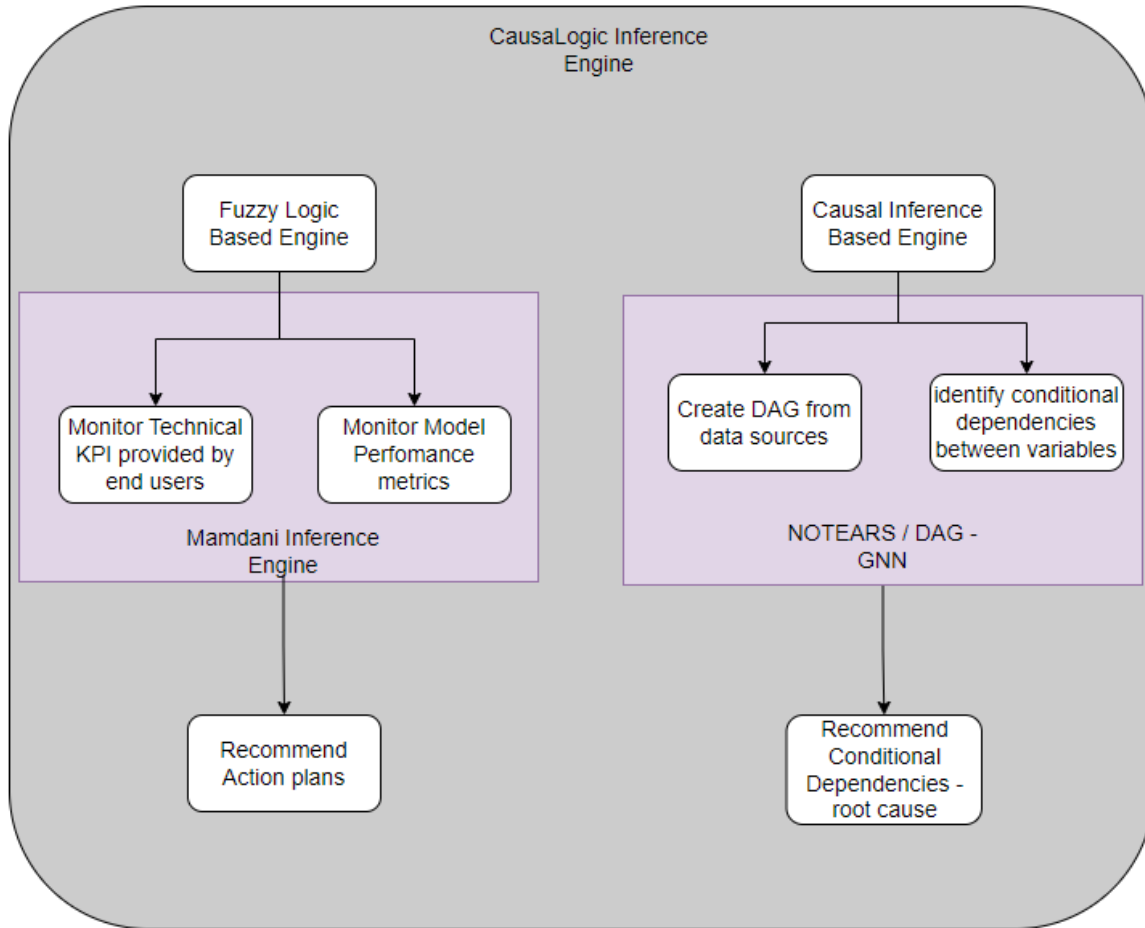 CausaLogic Inference
Engine
Fuzzy Logic
Based Engine
Causal Inference
Based Engine
Monitor Technical
KPI provided by
end users
Monitor Model
Perfomance
metrics
Create DAG from
data sources
identify conditional
dependencies
between variables
Mamdani Inference
Engine
NOTEARS / DAG -
GNN
Recommend
Action plans
Recommend
Conditional
Dependencies -
root cause